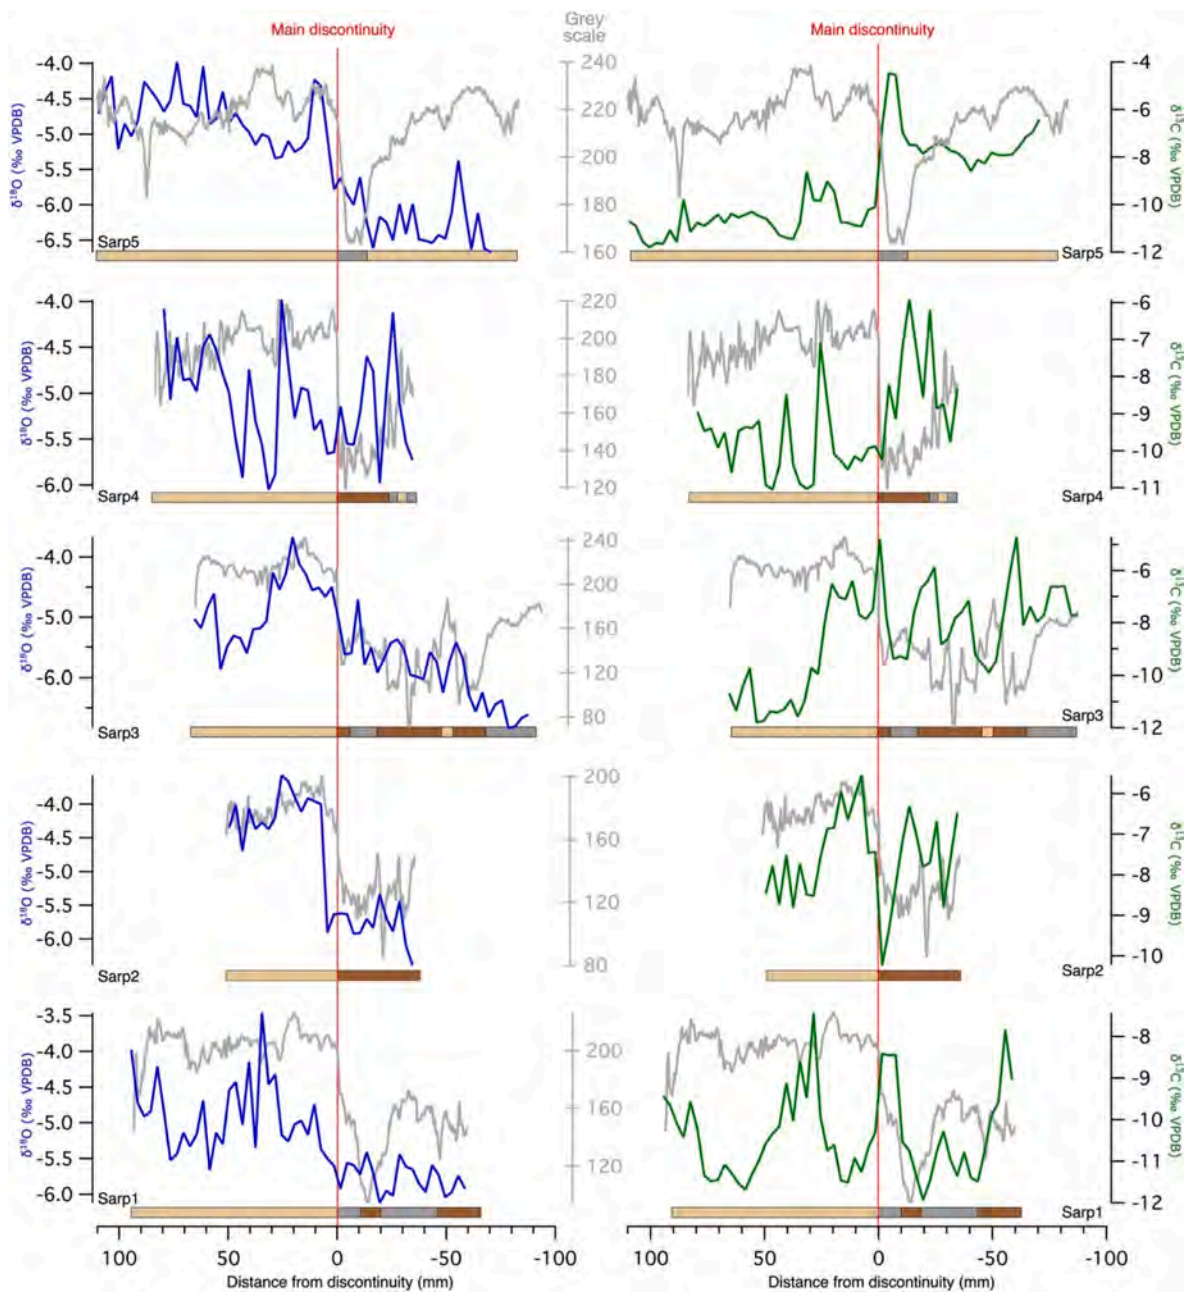 Main discontinuity
Grey
scale
Main discontinuity
-4.0
-4.5
-5.0
-5.5
-6.0
-6.5
δ18O (‰ VPDB)
Sarp5
240
220
200
180
160
-4
-6
-8
-10
-12
δ13C (‰ VPDB)
Sarp5
-4.0
-4.5
-5.0
-5.5
-6.0
δ18O (‰ VPDB)
Sarp4
220
200
180
160
140
120
-6
-7
-8
-9
-10
-11
δ13C (‰ VPDB)
Sarp4
-4.0
-5.0
-6.0
δ18O (‰ VPDB)
Sarp3
240
200
160
120
80
-6
-8
-10
-12
δ13C (‰ VPDB)
Sarp3
-4.0
-4.5
-5.0
-5.5
-6.0
δ18O (‰ VPDB)
Sarp2
200
160
120
80
-6
-7
-8
-9
-10
δ13C (‰ VPDB)
Sarp2
-3.5
-4.0
-4.5
-5.0
-5.5
-6.0
δ18O (‰ VPDB)
Sarp1
200
160
120
-8
-9
-10
-11
-12
δ13C (‰ VPDB)
Sarp1
100 50 0 -50 -100
Distance from discontinuity (mm)
100 50 0 -50 -100
Distance from discontinuity (mm)